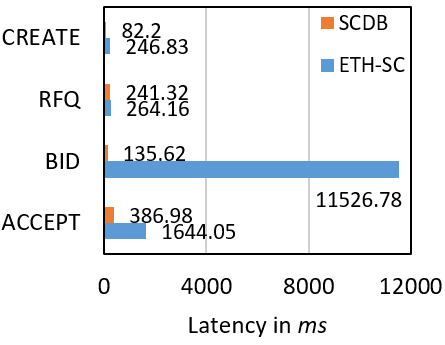 CREATE
82.2
246.83
SCDB
ETH-SC
RFQ
241.32
264.16
BID
135.62
11526.78
ACCEPT
386.98
1644.05
0 4000 8000 12000
Latency in ms